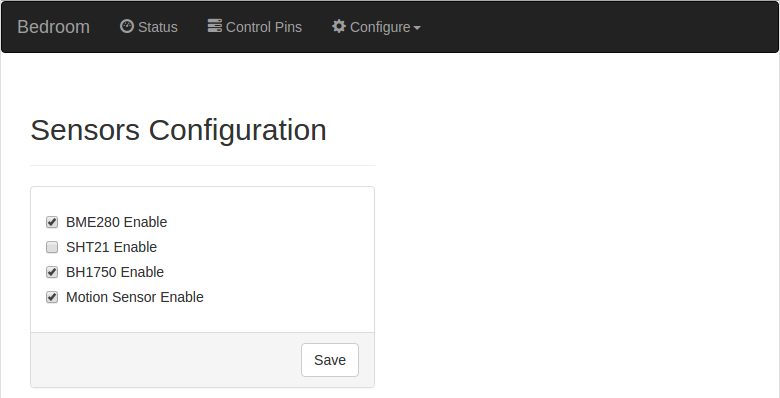 Bedroom Status Control Pins Configure
Sensors Configuration
BME280 Enable
SHT21 Enable
BH1750 Enable
Motion Sensor Enable
Save